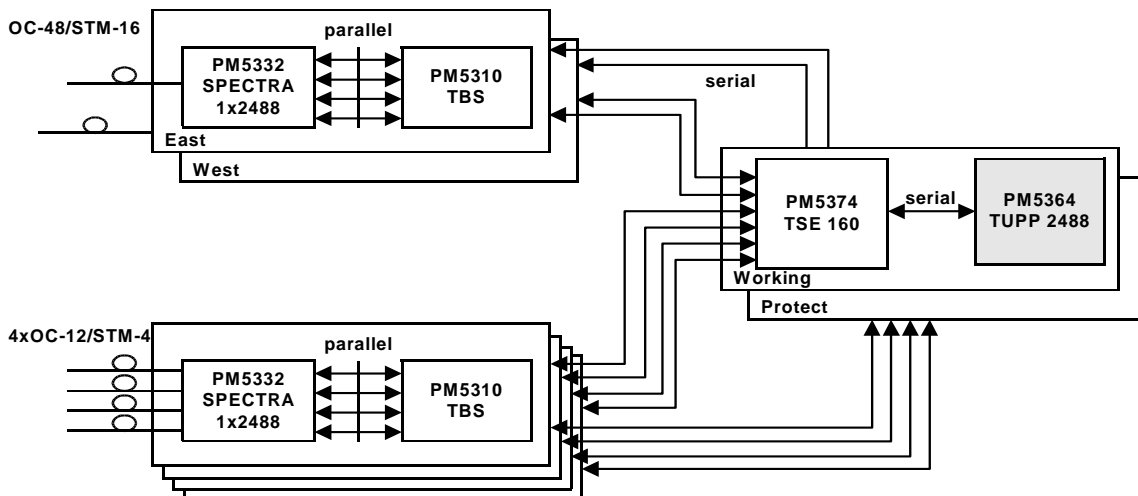 OC-48/STM-16
parallel
PM5332
SPECTRA
1x2488
PM5310
TBS
East
West
serial
PM5374
TSE 160
serial
PM5364
TUPP 2488
Working
Protect
4xOC-12/STM-4
parallel
PM5332
SPECTRA
1x2488
PM5310
TBS